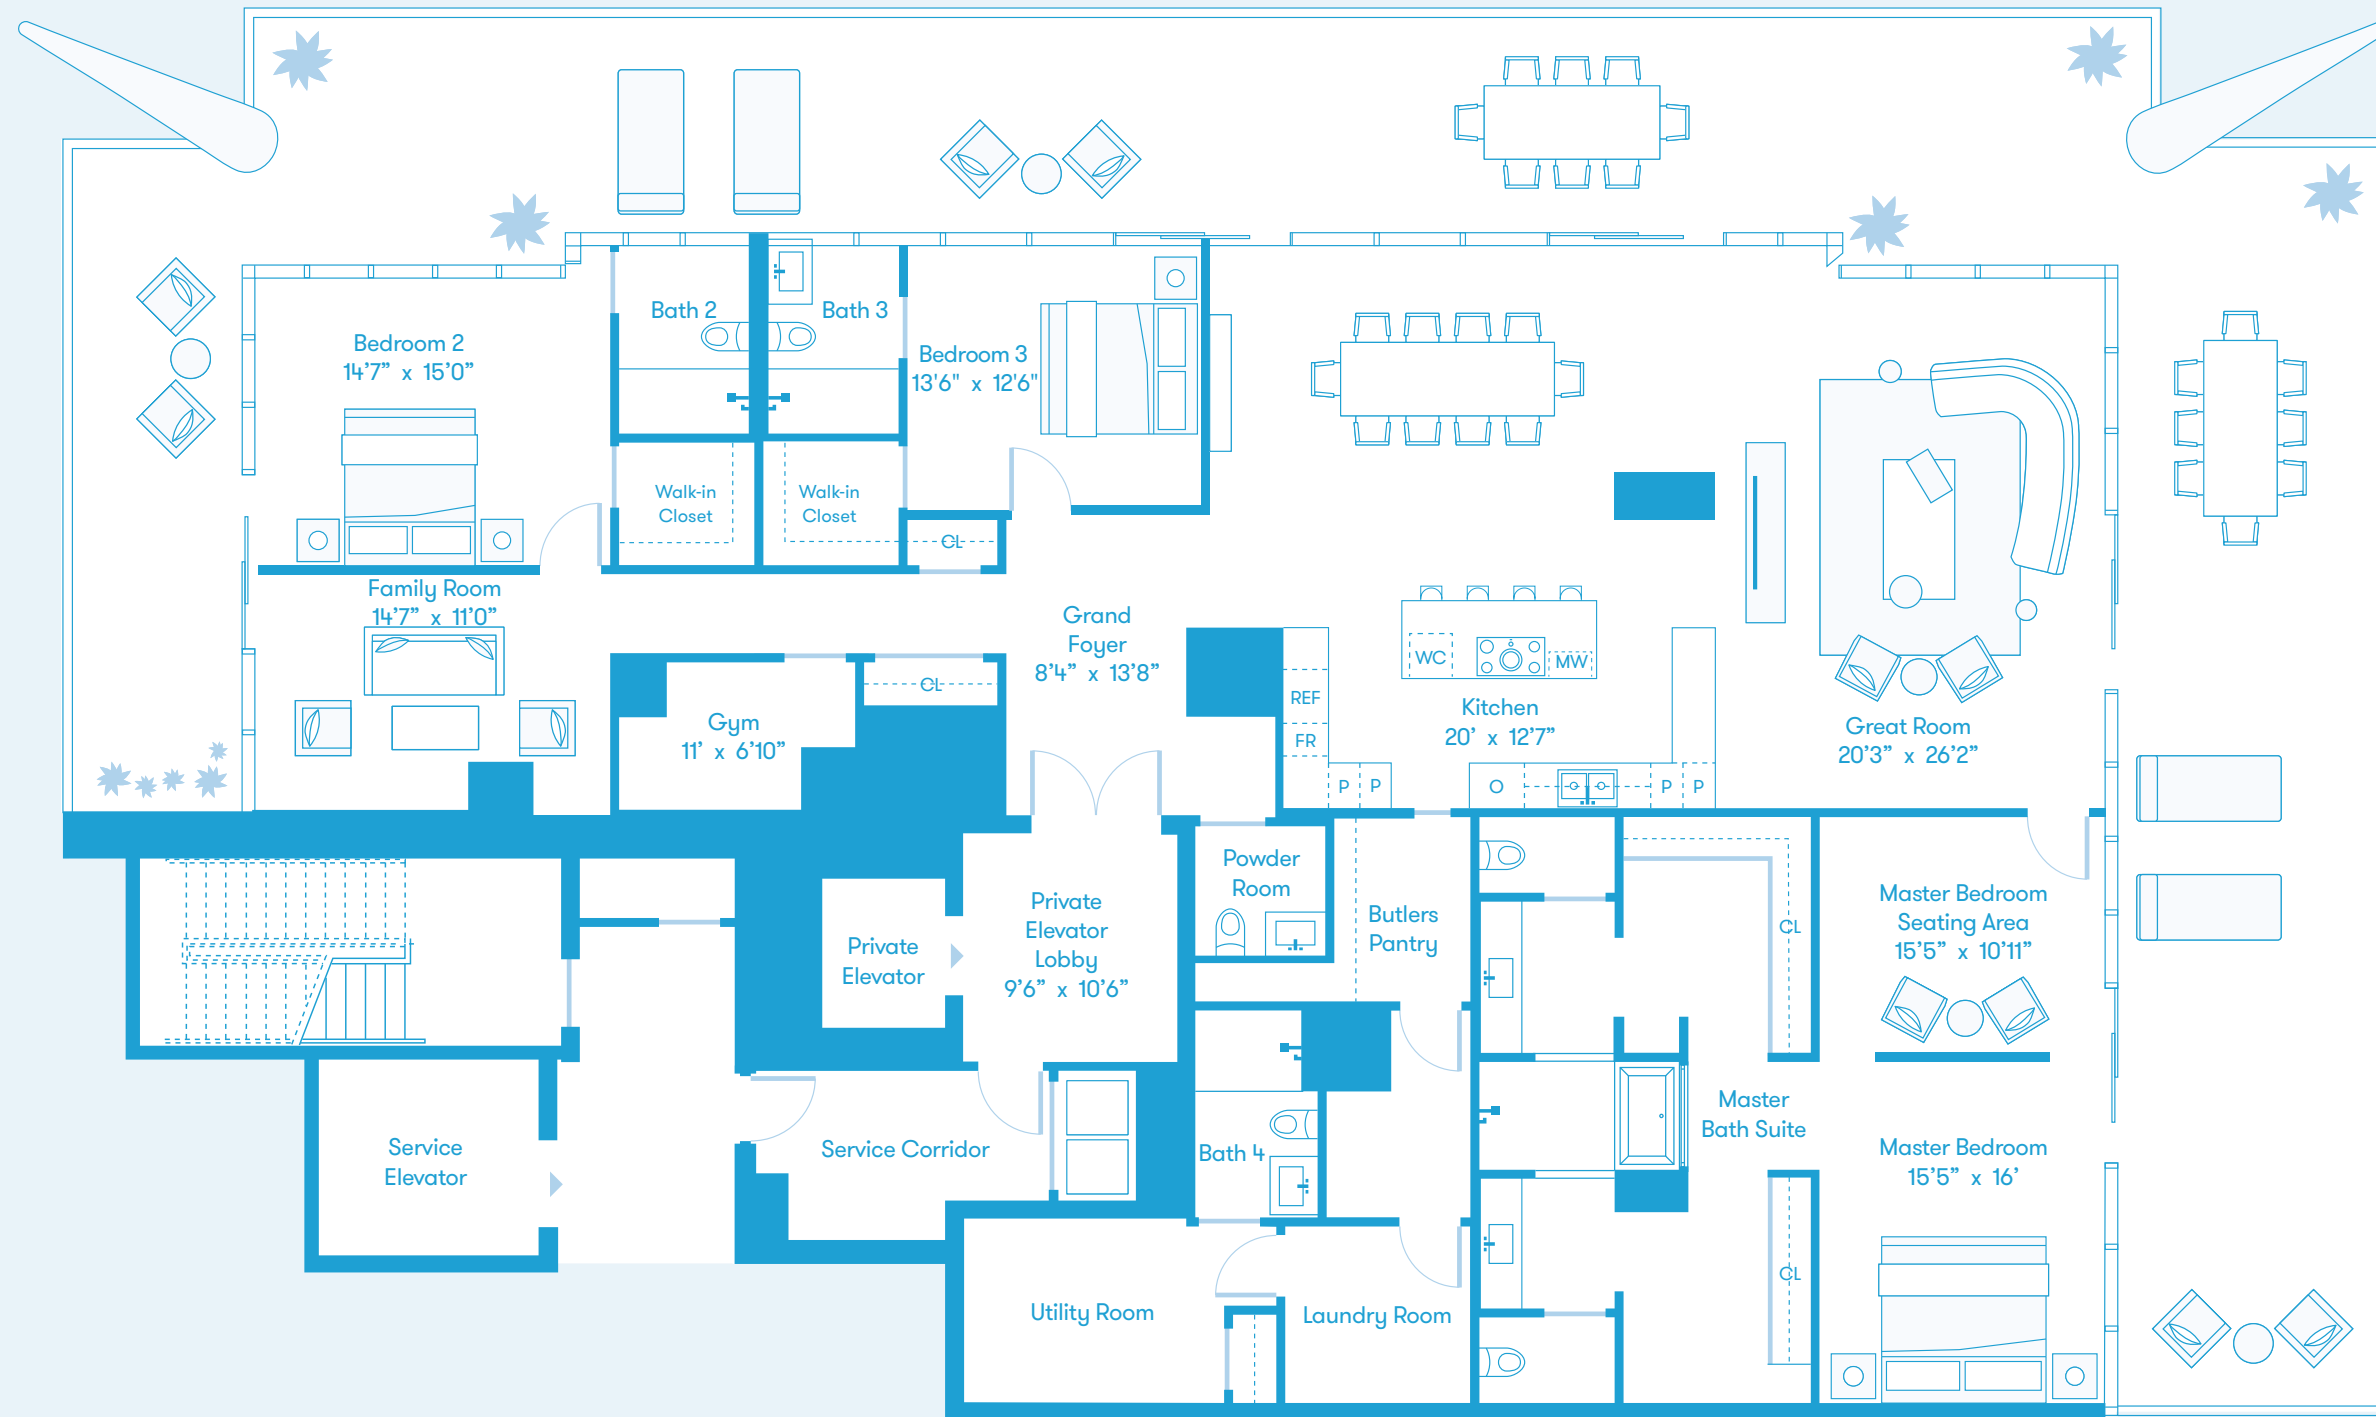 Bath 2
Bath 3
Bedroom 2
14’7” x 15’0”
Bedroom 3
13'6" x 12'6"
Walk-in
Closet
Walk-in
Closet
CL
Family Room
14’7” x 11’0”
Grand
Foyer
8’4” x 13’8”
CL
Gym
11’ x 6’10”
WC
MW
REF
FR
Kitchen
20’ x 12’7”
P
P
O
P
P
Great Room
20’3” x 26’2”
Powder
Room
Private
Elevator
Lobby
9’6” x 10’6”
Private
Elevator
Butlers
Pantry
CL
Master Bedroom
Seating Area
15’5” x 10’11”
Service
Elevator
Service Corridor
Bath 4
Master
Bath Suite
Master Bedroom
15’5” x 16’
CL
Utility Room
Laundry Room